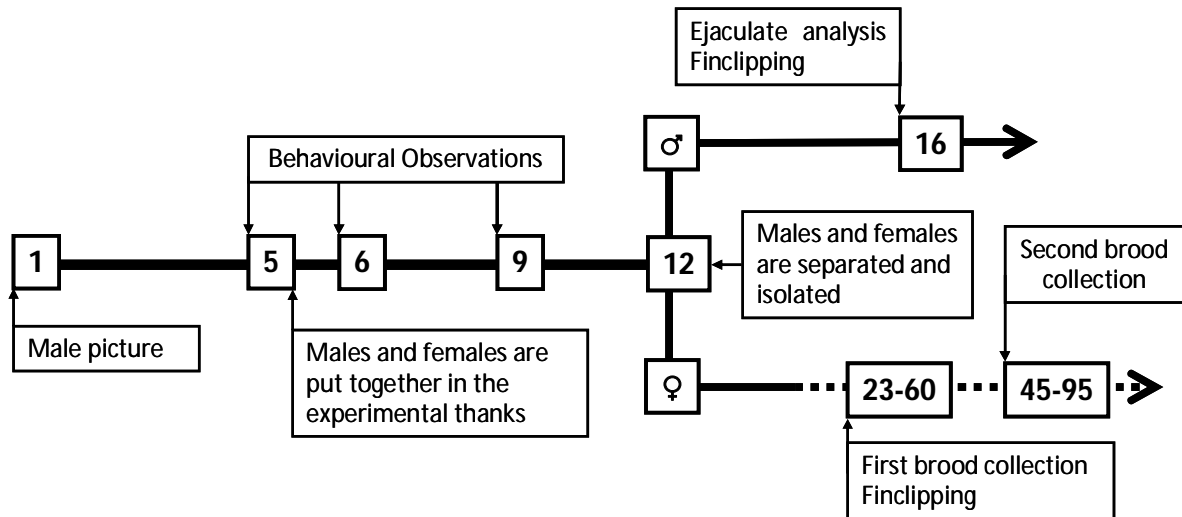 Ejaculate analysis
Finclipping
♂
16
Behavioural Observations
1
5
6
9
12
Males and females
are separated and
isolated
Second brood
collection
Male picture
Males and females are
put together in the
experimental thanks
♀
23-60
45-95
First brood collection
Finclipping